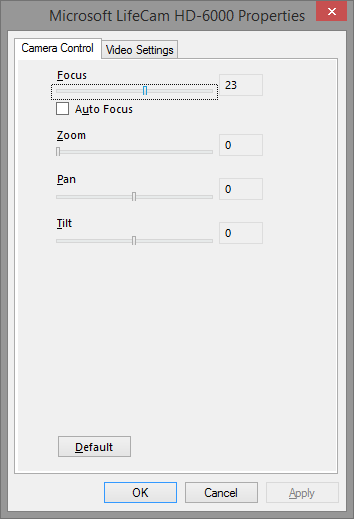 Microsoft LifeCam HD-6000 Properties
Camera Control Video Settings
Focus
23
Auto Focus
Zoom
0
Pan
0
Tilt
0
Default
OK Cancel Apply